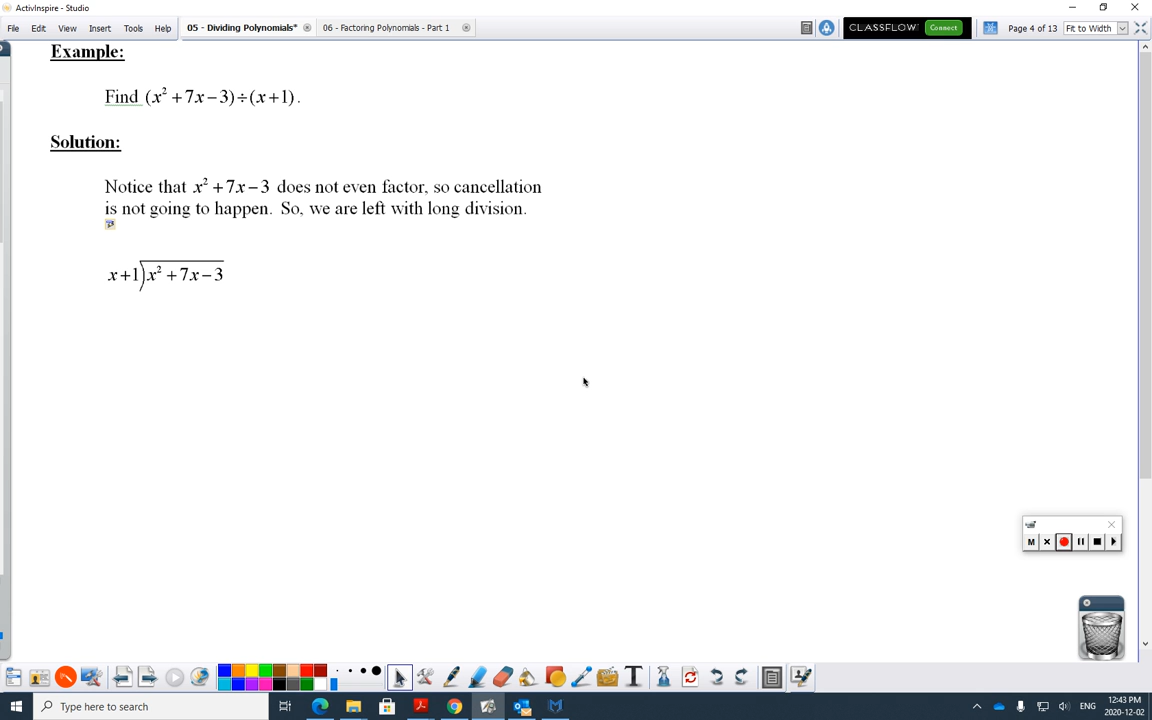 ActivInspire - Studio
File Edit View Insert Tools Help 05 - Dividing Polynomials* 06 - Factoring Polynomials - Part 1 CLASSFLOW Connect Page 4 of 13 Fit to Width
Example:
Find (x² + 7x − 3) ÷ (x + 1).
Solution:
Notice that x² + 7x − 3 does not even factor, so cancellation
is not going to happen. So, we are left with long division.
x+1)x² + 7x − 3
M
T
Type here to search
ENG
12:43 PM
2020-12-02